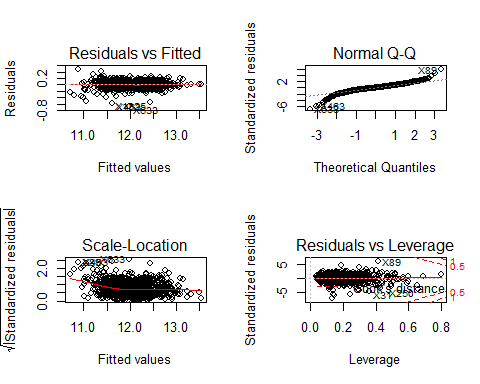 Residuals vs Fitted
Residuals
0.2
-0.8
11.0
12.0
13.0
Fitted values
Normal Q-Q
Standardized residuals
2
-6
X89
-3
-1
1
2
3
Theoretical Quantiles
Scale-Location
√|Standardized residuals|
2.0
0.0
11.0
12.0
13.0
Fitted values
Residuals vs Leverage
Standardized residuals
5
-5
X89
Cook's distance
1
0.5
0.5
1
0.0
0.2
0.4
0.6
0.8
Leverage